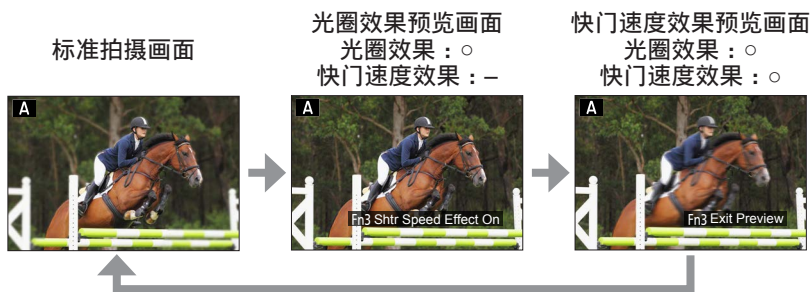 标准拍摄画面
光圈效果预览画面
光圈效果：○
快门速度效果：–
快门速度效果预览画面
光圈效果：○
快门速度效果：○
A
A
Fn3 Shtr Speed Effect On
A
Fn3 Exit Preview